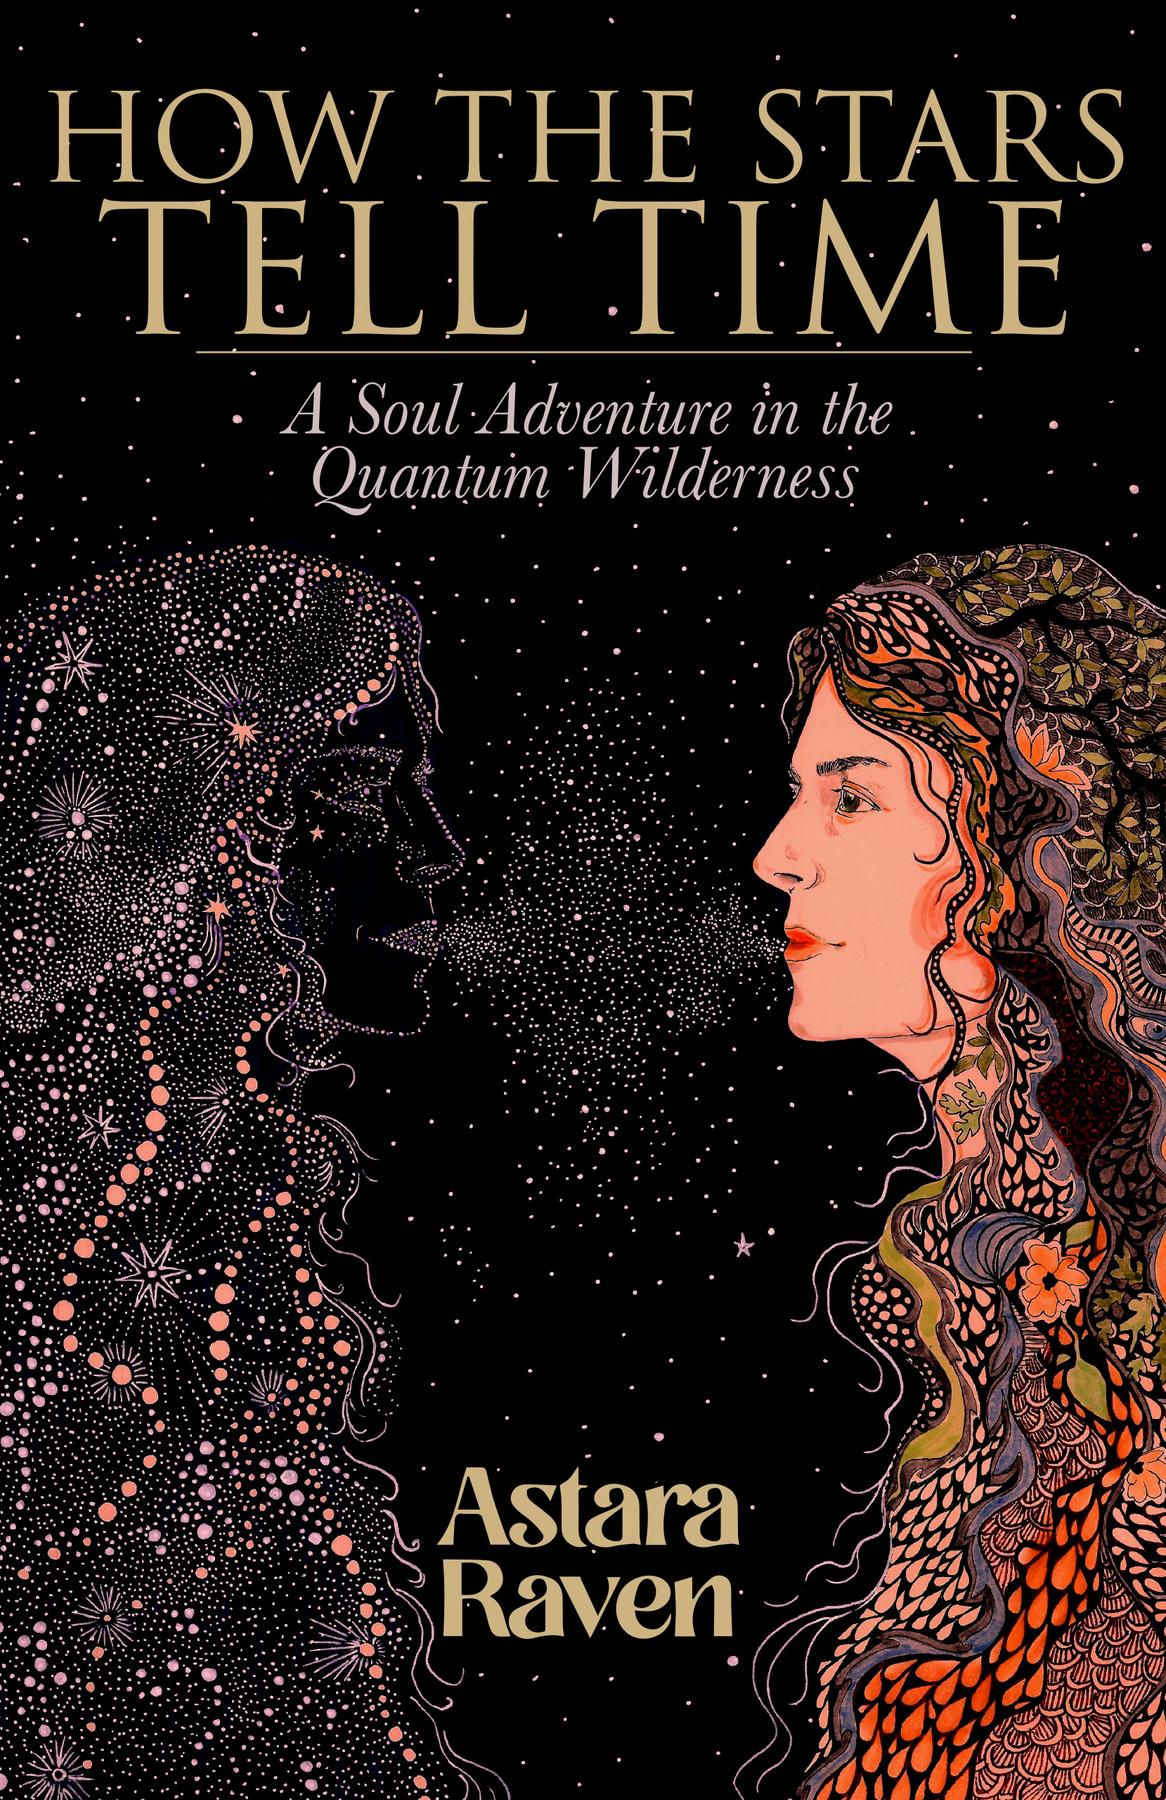 HOW THE STARS
TELL TIME
A Soul Adventure in the
Quantum Wilderness
Astara
Raven